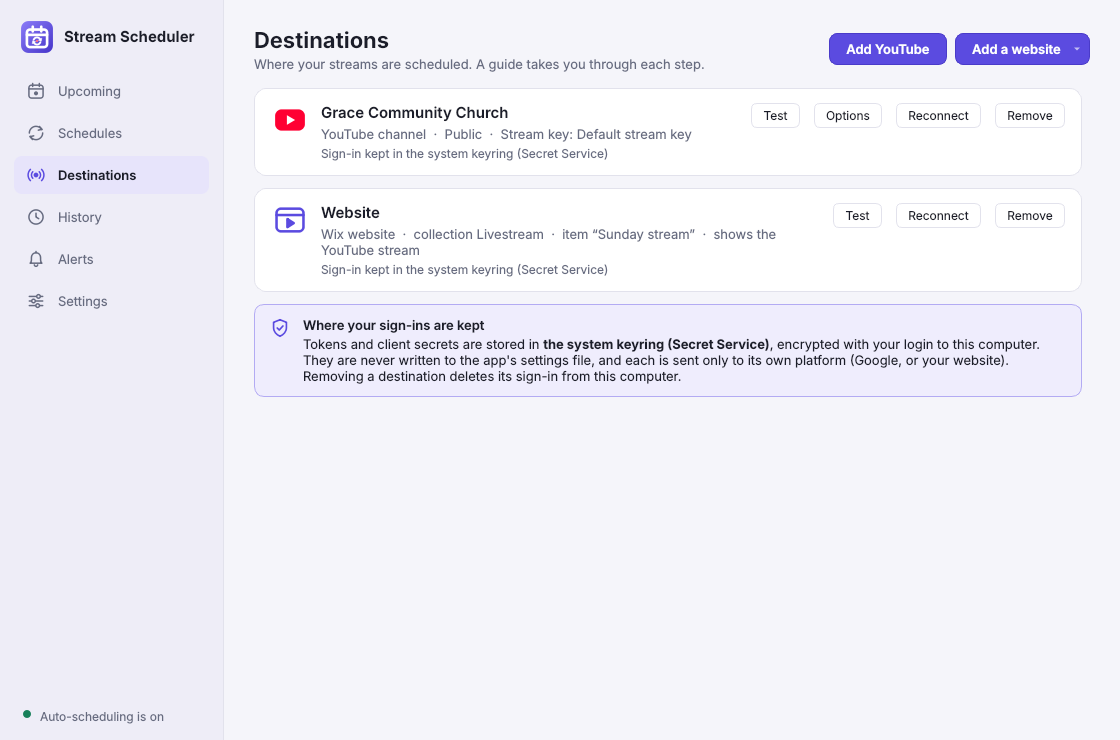 Stream Scheduler
Upcoming
Schedules
Destinations
History
Alerts
Settings
Auto-scheduling is on
Destinations
Where your streams are scheduled. A guide takes you through each step.
Add YouTube
Add a website
Grace Community Church
YouTube channel · Public · Stream key: Default stream key
Sign-in kept in the system keyring (Secret Service)
Test
Options
Reconnect
Remove
Website
Wix website · collection Livestream · item “Sunday stream” · shows the
YouTube stream
Sign-in kept in the system keyring (Secret Service)
Test
Reconnect
Remove
Where your sign-ins are kept
Tokens and client secrets are stored in the system keyring (Secret Service), encrypted with your login to this computer.
They are never written to the app's settings file, and each is sent only to its own platform (Google, or your website).
Removing a destination deletes its sign-in from this computer.